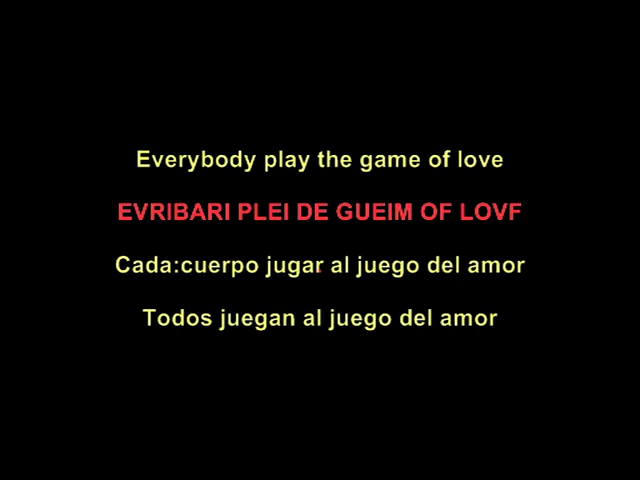 Everybody play the game of love
EVRIBARI PLEI DE GUEIM OF LOVF
Cada:cuerpo jugar al juego del amor
Todos juegan al juego del amor